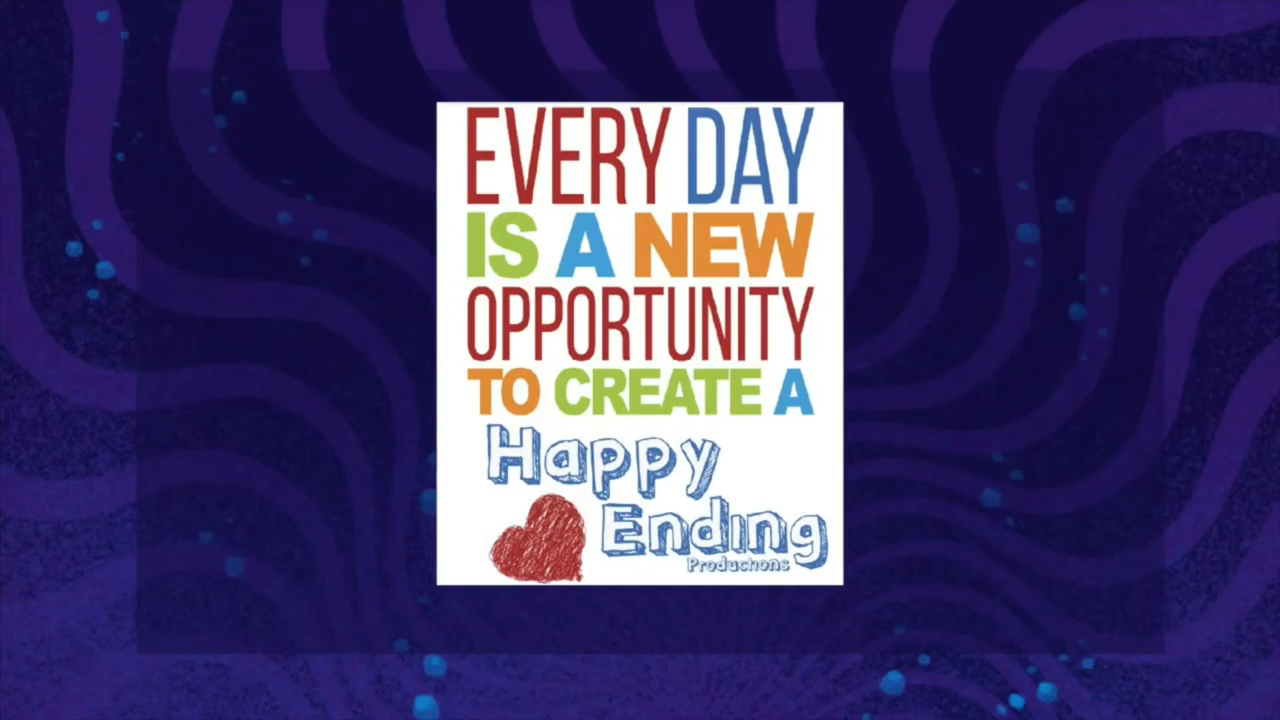 EVERY DAY
IS A NEW
OPPORTUNITY
TO CREATE A
Happy
Ending
Productions